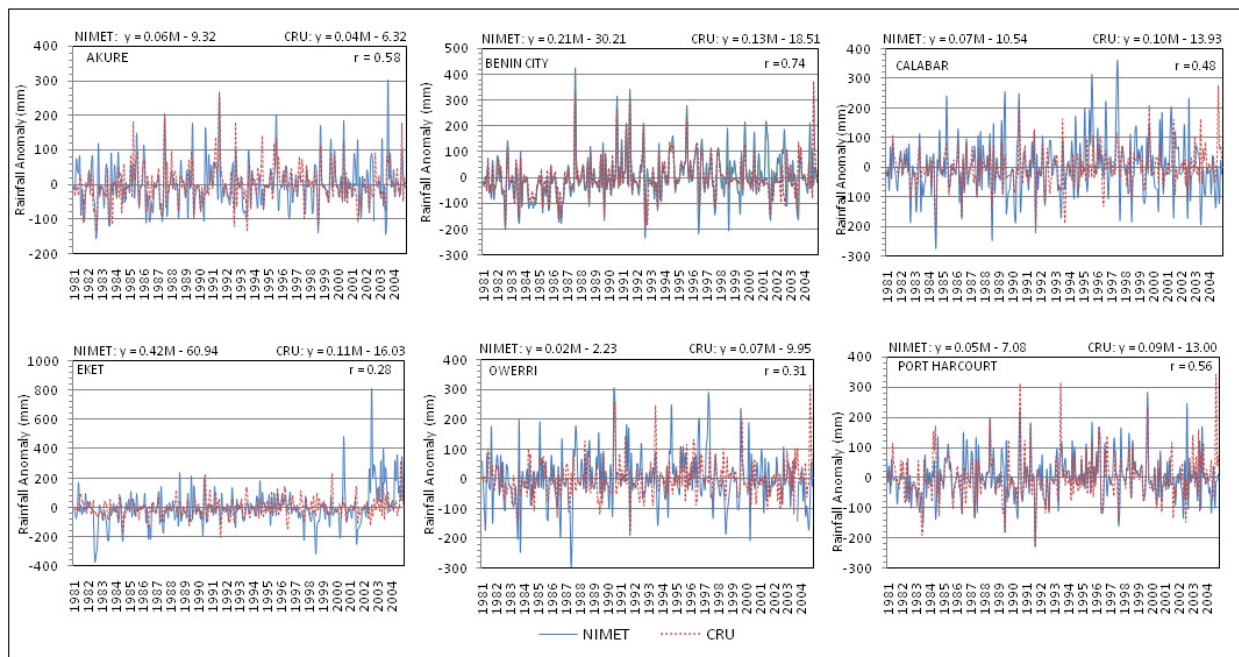 NIMET: y = 0.06M - 9.32 CRU: y = 0.04M - 6.32
AKURE r = 0.58
Rainfall Anomaly (mm)
400
300
200
100
0
-100
-200
1981 1982 1983 1984 1985 1986 1987 1988 1989 1990 1991 1992 1993 1994 1995 1996 1997 1998 1999 2000 2001 2002 2003 2004
NIMET: y = 0.21M - 30.21 CRU: y = 0.13M - 18.51
BENIN CITY r = 0.74
Rainfall Anomaly (mm)
500
400
300
200
100
0
-100
-200
-300
1981 1982 1983 1984 1985 1986 1987 1988 1989 1990 1991 1992 1993 1994 1995 1996 1997 1998 1999 2000 2001 2002 2003 2004
NIMET: y = 0.07M - 10.54 CRU: y = 0.10M - 13.93
CALABAR r = 0.48
Rainfall Anomaly (mm)
400
300
200
100
0
-100
-200
-300
1981 1982 1983 1984 1985 1986 1987 1988 1989 1990 1991 1992 1993 1994 1995 1996 1997 1998 1999 2000 2001 2002 2003 2004
NIMET: y = 0.42M - 60.94 CRU: y = 0.11M - 16.03
EKET r = 0.28
Rainfall Anomaly (mm)
1000
800
600
400
200
0
-200
-400
1981 1982 1983 1984 1985 1986 1987 1988 1989 1990 1991 1992 1993 1994 1995 1996 1997 1998 1999 2000 2001 2002 2003 2004
NIMET: y = 0.02M - 2.23 CRU: y = 0.07M - 9.95
OWERRI r = 0.31
Rainfall Anomaly (mm)
400
300
200
100
0
-100
-200
-300
1981 1982 1983 1984 1985 1986 1987 1988 1989 1990 1991 1992 1993 1994 1995 1996 1997 1998 1999 2000 2001 2002 2003 2004
NIMET: y = 0.05M - 7.08 CRU: y = 0.09M - 13.00
PORT HARCOURT r = 0.56
Rainfall Anomaly (mm)
400
300
200
100
0
-100
-200
-300
1981 1982 1983 1984 1985 1986 1987 1988 1989 1990 1991 1992 1993 1994 1995 1996 1997 1998 1999 2000 2001 2002 2003 2004
NIMET CRU